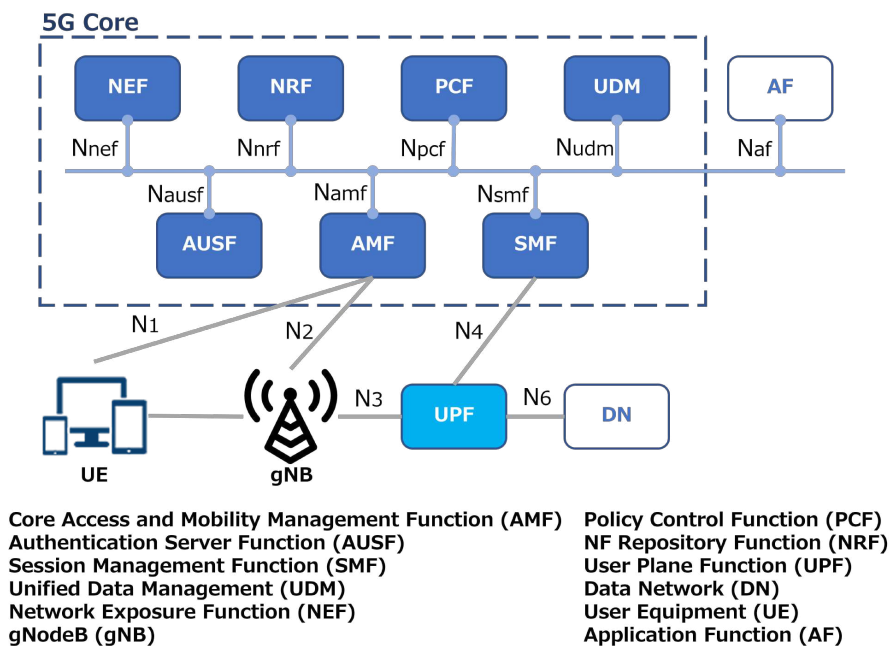 5G Core
NEF
NRF
PCF
UDM
AF
Nnef
Nnrf
Npcf
Nudm
Naf
Nausf
Namf
Nsmf
AUSF
AMF
SMF
N1
N2
N4
N3
N6
UPF
DN
UE
gNB
Core Access and Mobility Management Function (AMF)
Authentication Server Function (AUSF)
Session Management Function (SMF)
Unified Data Management (UDM)
Network Exposure Function (NEF)
gNodeB (gNB)
Policy Control Function (PCF)
NF Repository Function (NRF)
User Plane Function (UPF)
Data Network (DN)
User Equipment (UE)
Application Function (AF)